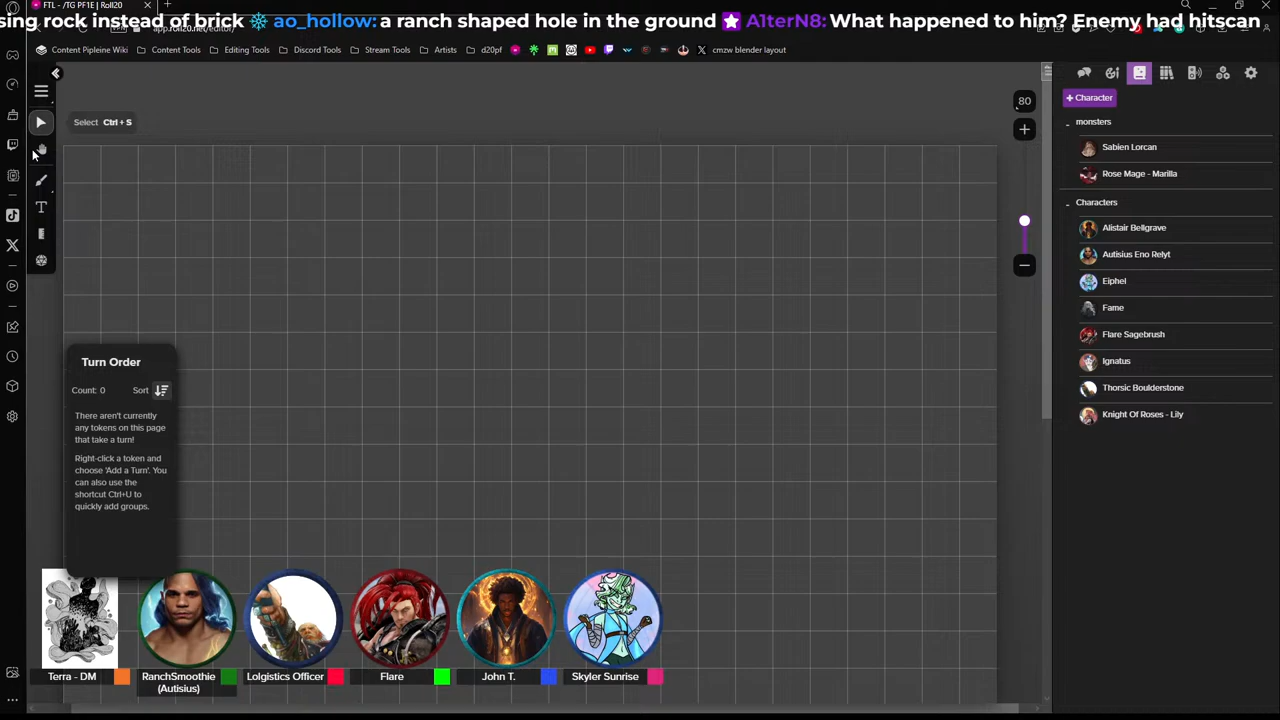 FTL - /TG PF1E | Roll20
sing rock instead of brick ao_hollow: a ranch shaped hole in the ground A1terN8: What happened to him? Enemy had hitscan
app.roll20.net/editor/
Content Pipleine Wiki Content Tools Editing Tools Discord Tools Stream Tools Artists d20pf cmzw blender layout
Select Ctrl + S
80
+ Character
monsters
Sabien Lorcan
Rose Mage - Marilla
Characters
Alistair Bellgrave
Autisius Eno Relyt
Eiphel
Fame
Flare Sagebrush
Ignatus
Thorsic Boulderstone
Knight Of Roses - Lily
Turn Order
Count: 0 Sort
There aren't currently
any tokens on this page
that take a turn!
Right-click a token and
choose 'Add a Turn'. You
can also use the
shortcut Ctrl+U to
quickly add groups.
Terra - DM
RanchSmoothie
(Autisius)
Lolgistics Officer
Flare
John T.
Skyler Sunrise